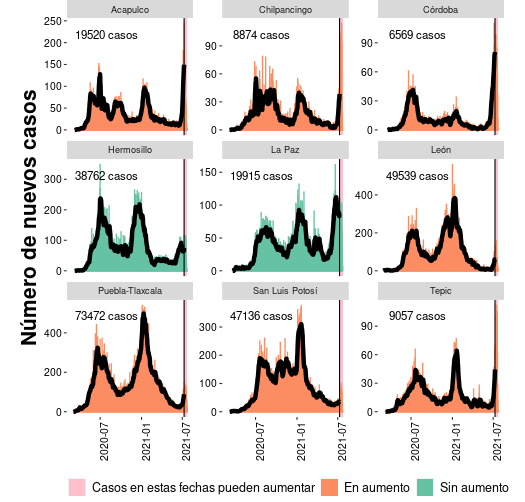 Número de nuevos casos
Acapulco
Chilpancingo
Córdoba
19520 casos
8874 casos
6569 casos
250
200
150
100
50
0
90
60
30
0
90
60
30
0
Hermosillo
La Paz
León
38762 casos
19915 casos
49539 casos
300
200
100
0
150
100
50
0
400
200
0
Puebla-Tlaxcala
San Luis Potosí
Tepic
73472 casos
47136 casos
9057 casos
400
200
0
300
200
100
0
90
60
30
0
2020-07
2021-01
2021-07
2020-07
2021-01
2021-07
2020-07
2021-01
2021-07
Casos en estas fechas pueden aumentar
En aumento
Sin aumento